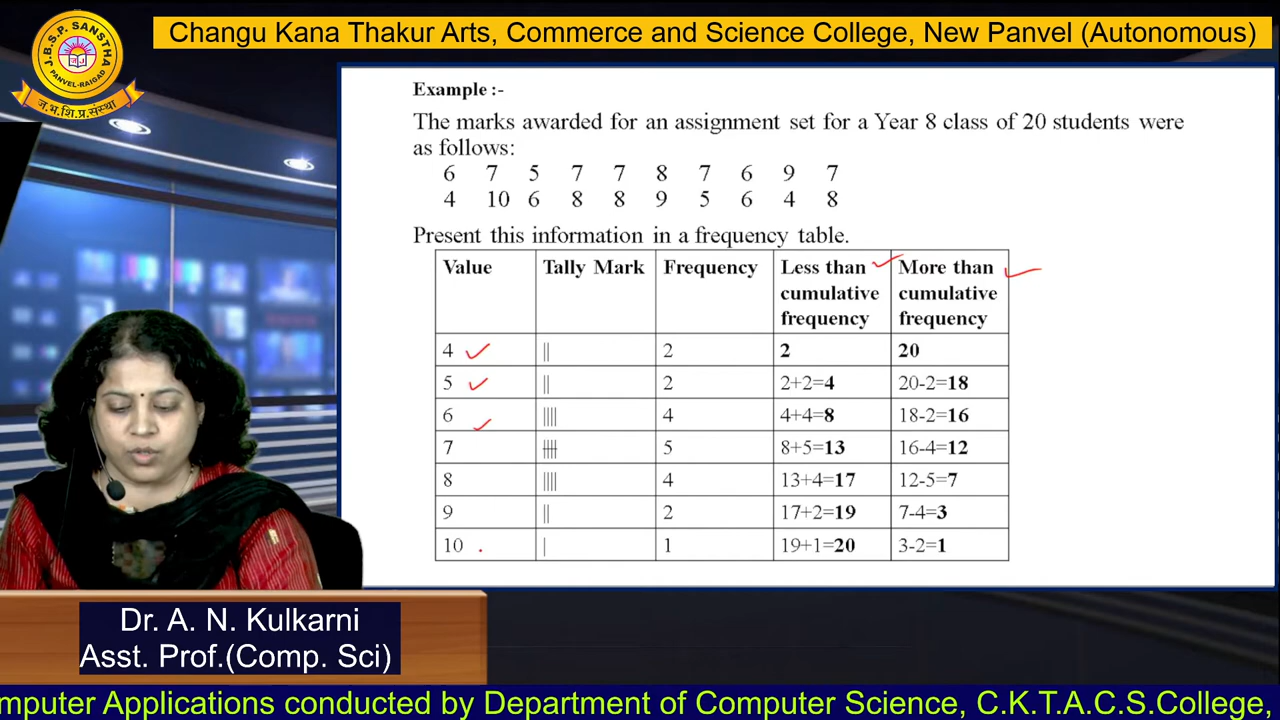 J.B.S.P. SANSTHA
PANVEL-RAIGAD
ज.भ.शि.प्र.संस्था
Changu Kana Thakur Arts, Commerce and Science College, New Panvel (Autonomous)
Example :-
The marks awarded for an assignment set for a Year 8 class of 20 students were
as follows:
6 7 5 7 7 8 7 6 9 7
4 10 6 8 8 9 5 6 4 8
Present this information in a frequency table.
Value Tally Mark Frequency Less than cumulative frequency More than cumulative frequency
4 || 2 2 20
5 || 2 2+2=4 20-2=18
6 |||| 4 4+4=8 18-2=16
7 5 8+5=13 16-4=12
8 |||| 4 13+4=17 12-5=7
9 || 2 17+2=19 7-4=3
10 | 1 19+1=20 3-2=1
Dr. A. N. Kulkarni
Asst. Prof.(Comp. Sci)
mputer Applications conducted by Department of Computer Science, C.K.T.A.C.S.College,